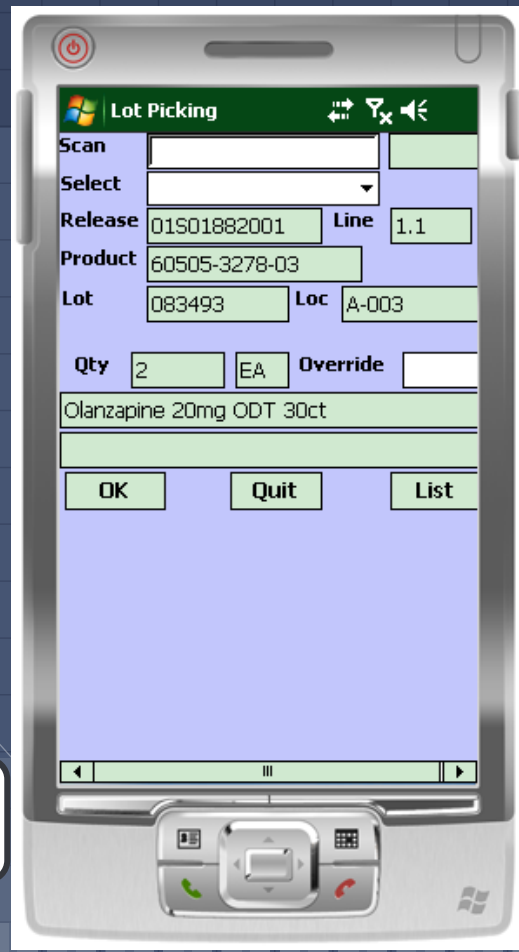 Lot Picking
Scan
Select
Release 01S01882001 Line 1.1
Product 60505-3278-03
Lot 083493 Loc A-003
Qty 2 EA Override
Olanzapine 20mg ODT 30ct
OK Quit List